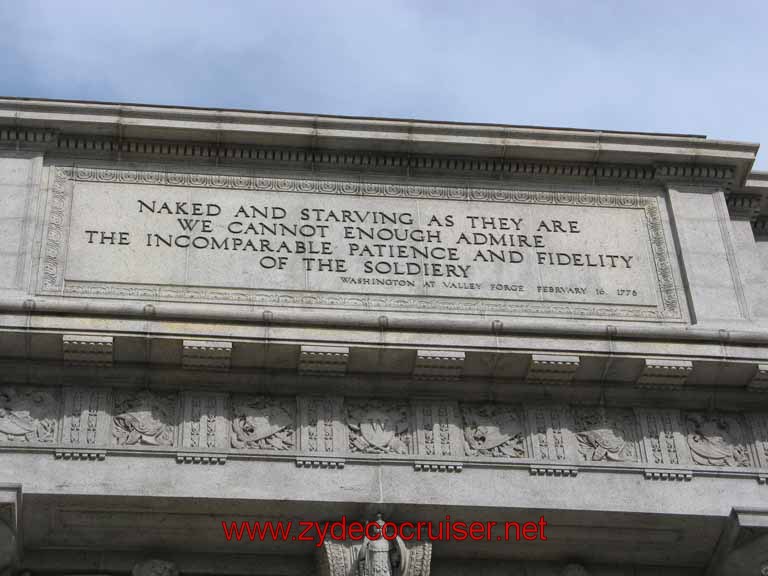 NAKED AND STARVING AS THEY ARE
WE CANNOT ENOUGH ADMIRE
THE INCOMPARABLE PATIENCE AND FIDELITY
OF THE SOLDIERY
WASHINGTON AT VALLEY FORGE FEBRVARY 16, 1778
www.zydecocruiser.net